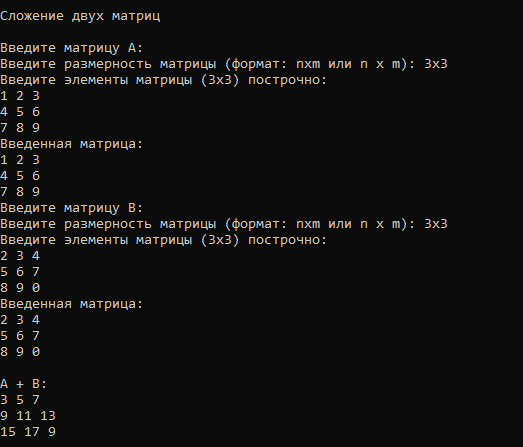 Сложение двух матриц
Введите матрицу A:
Введите размерность матрицы (формат: nxm или n x m): 3x3
Введите элементы матрицы (3x3) построчно:
1 2 3
4 5 6
7 8 9
Введенная матрица:
1 2 3
4 5 6
7 8 9
Введите матрицу B:
Введите размерность матрицы (формат: nxm или n x m): 3x3
Введите элементы матрицы (3x3) построчно:
2 3 4
5 6 7
8 9 0
Введенная матрица:
2 3 4
5 6 7
8 9 0
A + B:
3 5 7
9 11 13
15 17 9